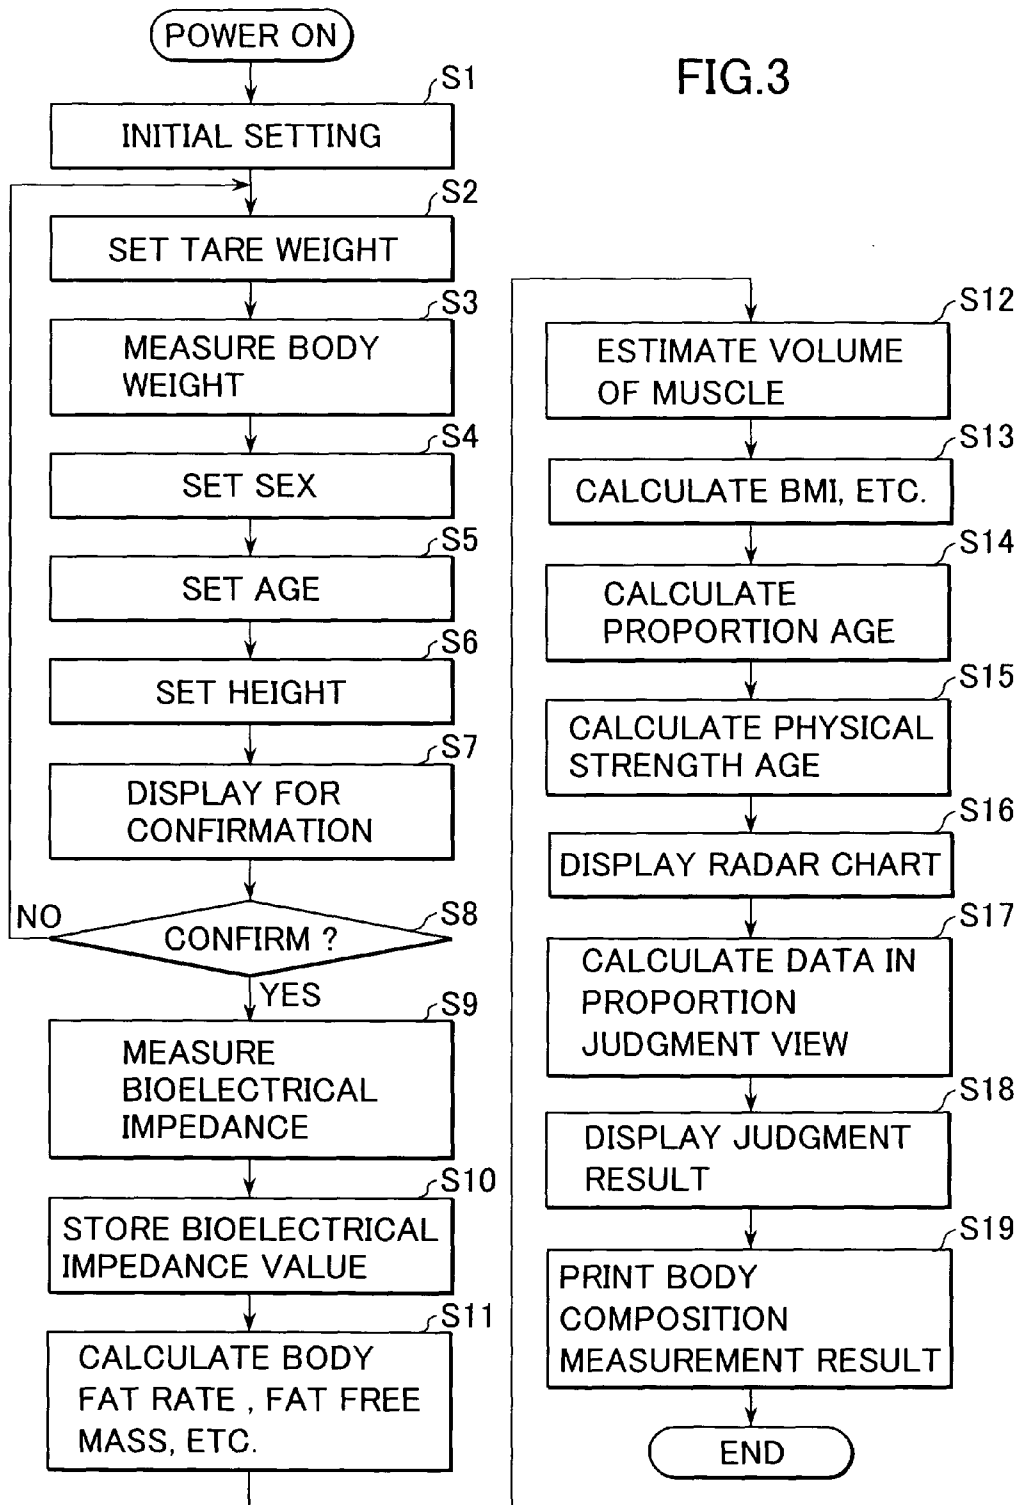 POWER ON
FIG.3
S1
INITIAL SETTING
S2
SET TARE WEIGHT
S3
MEASURE BODY
WEIGHT
S4
SET SEX
S5
SET AGE
S6
SET HEIGHT
S7
DISPLAY FOR
CONFIRMATION
NO
S8
CONFIRM ?
YES
S9
MEASURE
BIOELECTRICAL
IMPEDANCE
S10
STORE BIOELECTRICAL
IMPEDANCE VALUE
S11
CALCULATE BODY
FAT RATE , FAT FREE
MASS, ETC.
S12
ESTIMATE VOLUME
OF MUSCLE
S13
CALCULATE BMI, ETC.
S14
CALCULATE
PROPORTION AGE
S15
CALCULATE PHYSICAL
STRENGTH AGE
S16
DISPLAY RADAR CHART
S17
CALCULATE DATA IN
PROPORTION
JUDGMENT VIEW
S18
DISPLAY JUDGMENT
RESULT
S19
PRINT BODY
COMPOSITION
MEASUREMENT RESULT
END